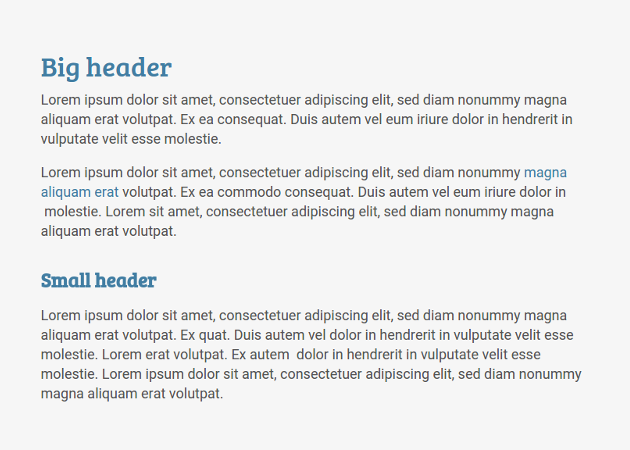 Big header
Lorem ipsum dolor sit amet, consectetuer adipiscing elit, sed diam nonummy magna
aliquam erat volutpat. Ex ea consequat. Duis autem vel eum iriure dolor in hendrerit in
vulputate velit esse molestie.
Lorem ipsum dolor sit amet, consectetuer adipiscing elit, sed diam nonummy magna
aliquam erat volutpat. Ex ea commodo consequat. Duis autem vel eum iriure dolor in
molestie. Lorem sit amet, consectetuer adipiscing elit, sed diam nonummy magna
aliquam erat volutpat.
Small header
Lorem ipsum dolor sit amet, consectetuer adipiscing elit, sed diam nonummy magna
aliquam erat volutpat. Ex quat. Duis autem vel dolor in hendrerit in vulputate velit esse
molestie. Lorem erat volutpat. Ex autem  dolor in hendrerit in vulputate velit esse
molestie. Lorem ipsum dolor sit amet, consectetuer adipiscing elit, sed diam nonummy
magna aliquam erat volutpat.